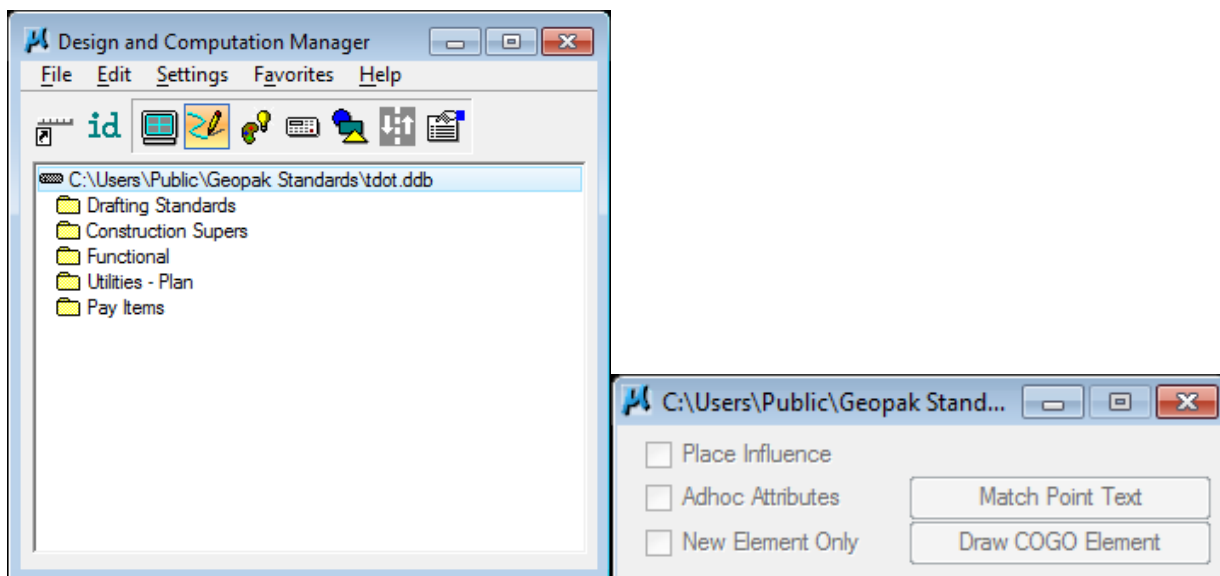 Design and Computation Manager
File Edit Settings Favorites Help
id
C:\Users\Public\Geopak Standards\tdot.ddb
Drafting Standards
Construction Supers
Functional
Utilities - Plan
Pay Items
C:\Users\Public\Geopak Stand...
Place Influence
Adhoc Attributes Match Point Text
New Element Only Draw COGO Element